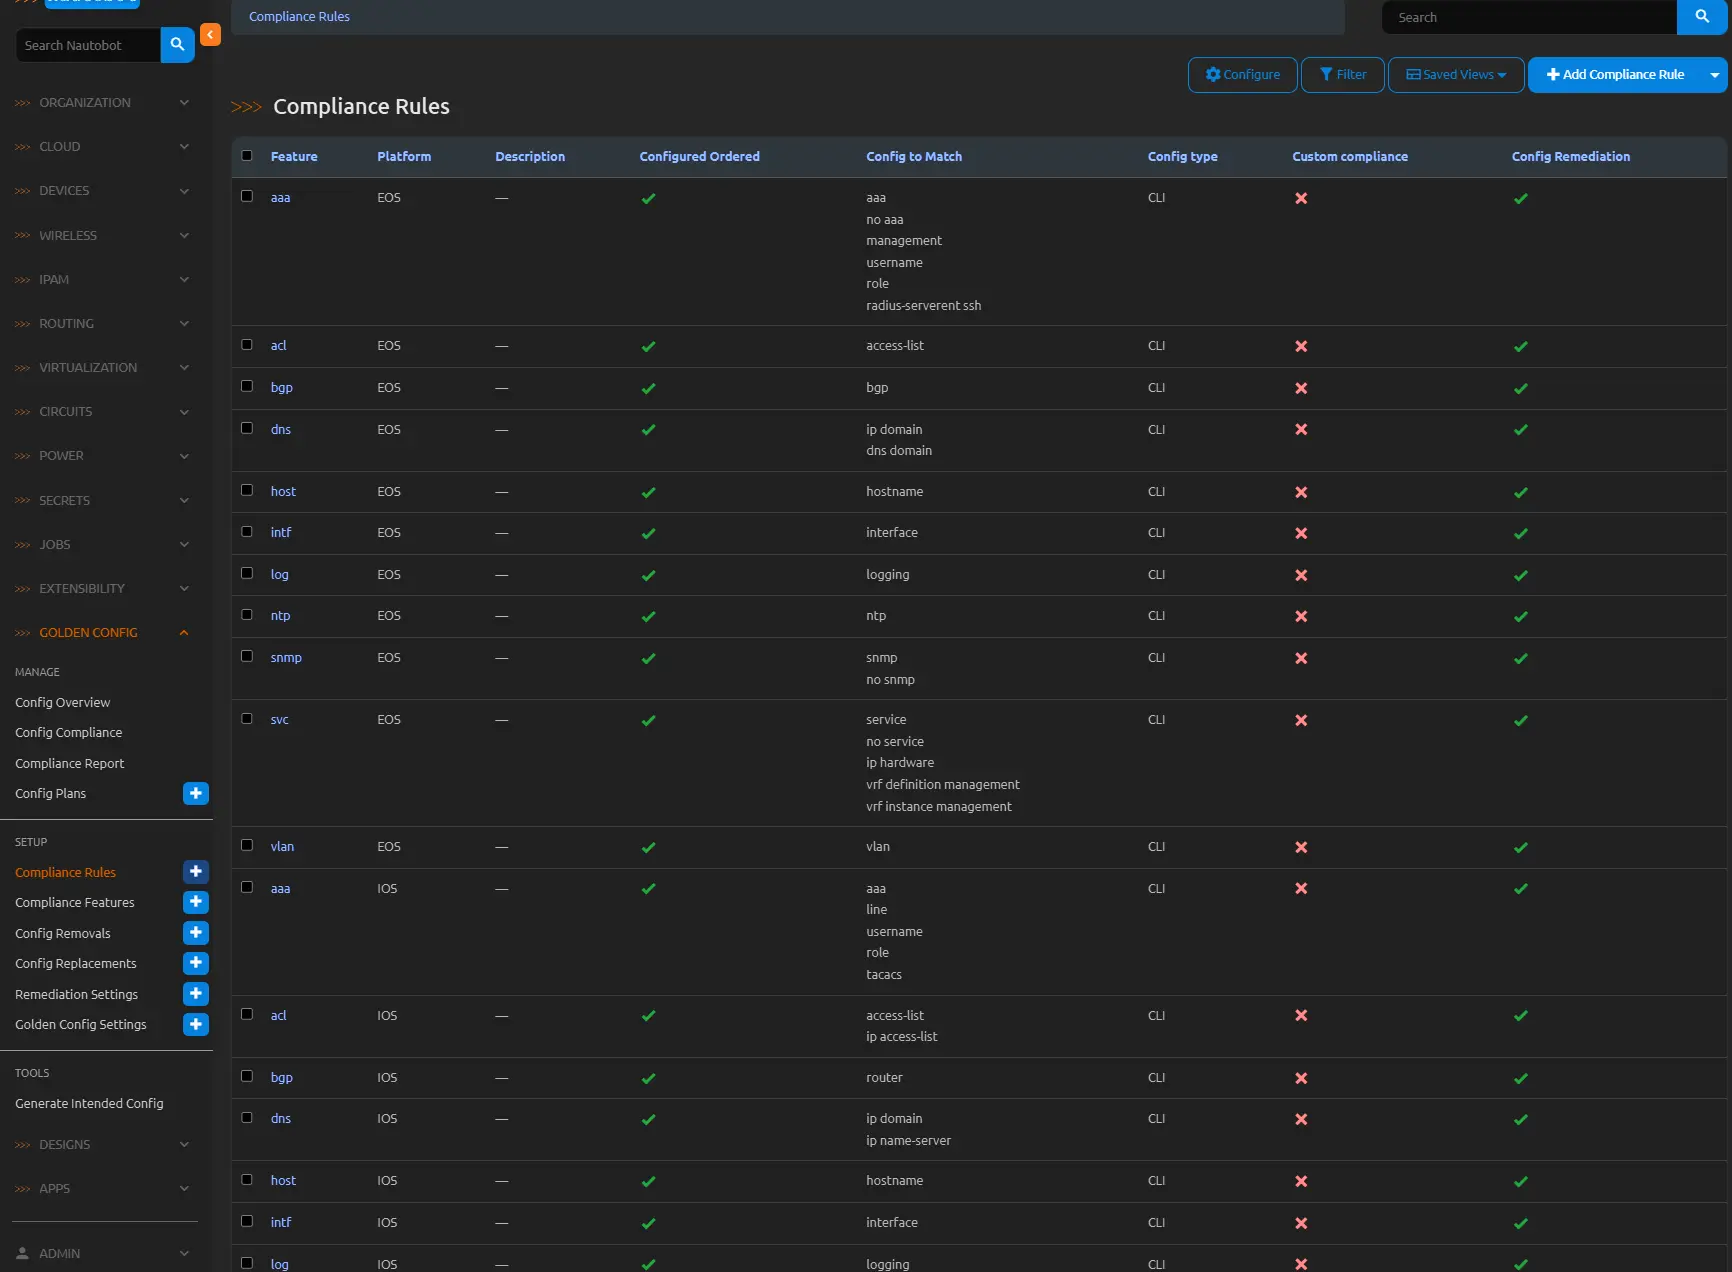 Compliance Rules
Search
Search Nautobot
Configure
Filter
Saved Views
Add Compliance Rule
>>> Compliance Rules
>>> ORGANIZATION
>>> CLOUD
>>> DEVICES
>>> WIRELESS
>>> IPAM
>>> ROUTING
>>> VIRTUALIZATION
>>> CIRCUITS
>>> POWER
>>> SECRETS
>>> JOBS
>>> EXTENSIBILITY
>>> GOLDEN CONFIG
MANAGE
Config Overview
Config Compliance
Compliance Report
Config Plans
SETUP
Compliance Rules
Compliance Features
Config Removals
Config Replacements
Remediation Settings
Golden Config Settings
TOOLS
Generate Intended Config
>>> DESIGNS
>>> APPS
ADMIN
Feature Platform Description Configured Ordered Config to Match Config type Custom compliance Config Remediation
aaa EOS — aaa CLI
no aaa
management
username
role
radius-serverent ssh
acl EOS — access-list CLI
bgp EOS — bgp CLI
dns EOS — ip domain CLI
dns domain
host EOS — hostname CLI
intf EOS — interface CLI
log EOS — logging CLI
ntp EOS — ntp CLI
snmp EOS — snmp CLI
no snmp
svc EOS — service CLI
no service
ip hardware
vrf definition management
vrf instance management
vlan EOS — vlan CLI
aaa IOS — aaa CLI
line
username
role
tacacs
acl IOS — access-list CLI
ip access-list
bgp IOS — router CLI
dns IOS — ip domain CLI
ip name-server
host IOS — hostname CLI
intf IOS — interface CLI
log IOS — logging CLI